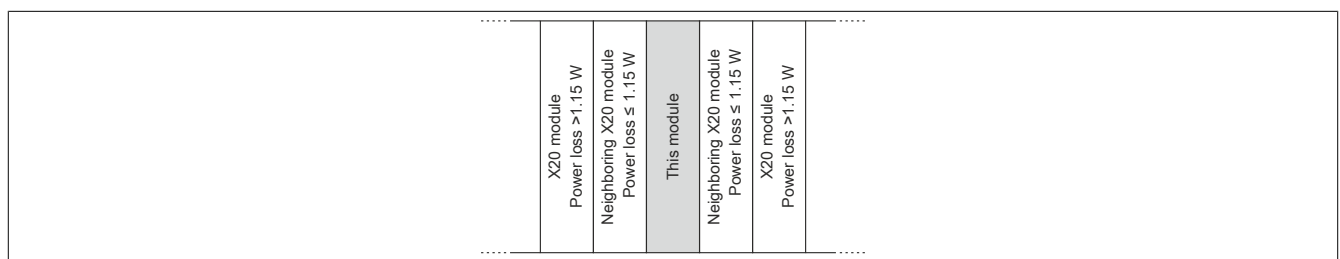 X20 module
Power loss >1.15 W
Neighboring X20 module
Power loss ≤ 1.15 W
This module
Neighboring X20 module
Power loss ≤ 1.15 W
X20 module
Power loss >1.15 W